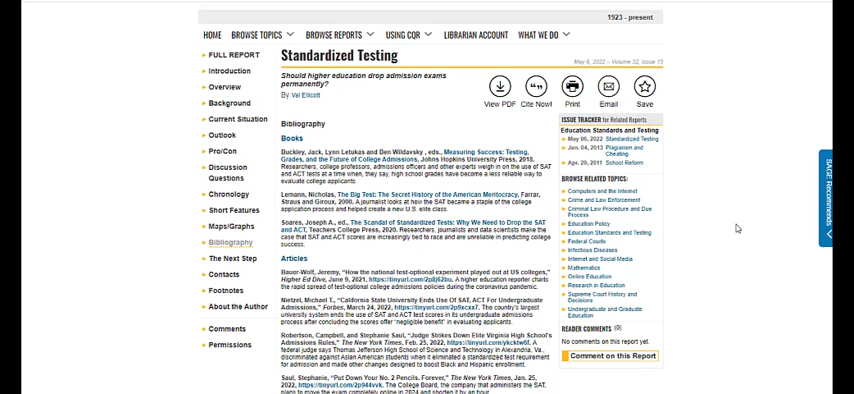 1923 - present
HOME BROWSE TOPICS BROWSE REPORTS USING CQR LIBRARIAN ACCOUNT WHAT WE DO
FULL REPORT
Introduction
Overview
Background
Current Situation
Outlook
Pro/Con
Discussion
Questions
Chronology
Short Features
Maps/Graphs
Bibliography
The Next Step
Contacts
Footnotes
About the Author
Comments
Permissions
Standardized Testing
May 6, 2022 – Volume 32, Issue 15
Should higher education drop admission exams
permanently?
By Val Ellicott
View PDF Cite Now! Print Email Save
Bibliography
Books
Buckley, Jack, Lynn Letukas and Ben Wildavsky , eds., Measuring Success: Testing,
Grades, and the Future of College Admissions, Johns Hopkins University Press, 2018.
Researchers, college professors, admissions officers and other experts weigh in on the use of SAT
and ACT tests at a time when, they say, high school grades have become a less reliable way to
evaluate college applicants.
Lemann, Nicholas, The Big Test: The Secret History of the American Meritocracy, Farrar,
Straus and Giroux, 2000. A journalist looks at how the SAT became a staple of the college
application process and helped create a new U.S. elite class.
Soares, Joseph A., ed., The Scandal of Standardized Tests: Why We Need to Drop the SAT
and ACT, Teachers College Press, 2020. Researchers, journalists and data scientists make the
case that SAT and ACT scores are increasingly tied to race and are unreliable in predicting college
success.
Articles
Bauer-Wolf, Jeremy, "How the national test-optional experiment played out at US colleges,"
Higher Ed Dive, June 9, 2021, https://tinyurl.com/2p8j62bu. A higher education reporter charts
the rapid spread of test-optional college admissions policies during the coronavirus pandemic.
Nietzel, Michael T., "California State University Ends Use Of SAT, ACT For Undergraduate
Admissions," Forbes, March 24, 2022, https://tinyurl.com/2p9xcxx7. The country's largest
university system ends the use of SAT and ACT test scores in its undergraduate admissions
process after concluding the scores offer "negligible benefit" in evaluating applicants.
Robertson, Campbell, and Stephanie Saul, "Judge Strikes Down Elite Virginia High School's
Admissions Rules," The New York Times, Feb. 25, 2022, https://tinyurl.com/ykcktw6f. A
federal judge says Thomas Jefferson High School of Science and Technology in Alexandria, Va.,
discriminated against Asian American students when it eliminated a standardized test requirement
for admission and made other changes designed to boost Black and Hispanic enrollment.
Saul, Stephanie, "Put Down Your No. 2 Pencils. Forever," The New York Times, Jan. 25,
2022, https://tinyurl.com/2p944vvk. The College Board, the company that administers the SAT,
plans to move the exam completely online in 2024 and shorten it by an hour.
ISSUE TRACKER for Related Reports
Education Standards and Testing
May 06, 2022 Standardized Testing
Jan. 04, 2013 Plagiarism and
Cheating
Apr. 29, 2011 School Reform
BROWSE RELATED TOPICS:
Computers and the Internet
Crime and Law Enforcement
Criminal Law Procedure and Due
Process
Education Policy
Education Standards and Testing
Federal Courts
Infectious Diseases
Internet and Social Media
Mathematics
Online Education
Research in Education
Supreme Court History and
Decisions
Undergraduate and Graduate
Education
READER COMMENTS (0)
No comments on this report yet.
Comment on this Report
SAGE Recommends